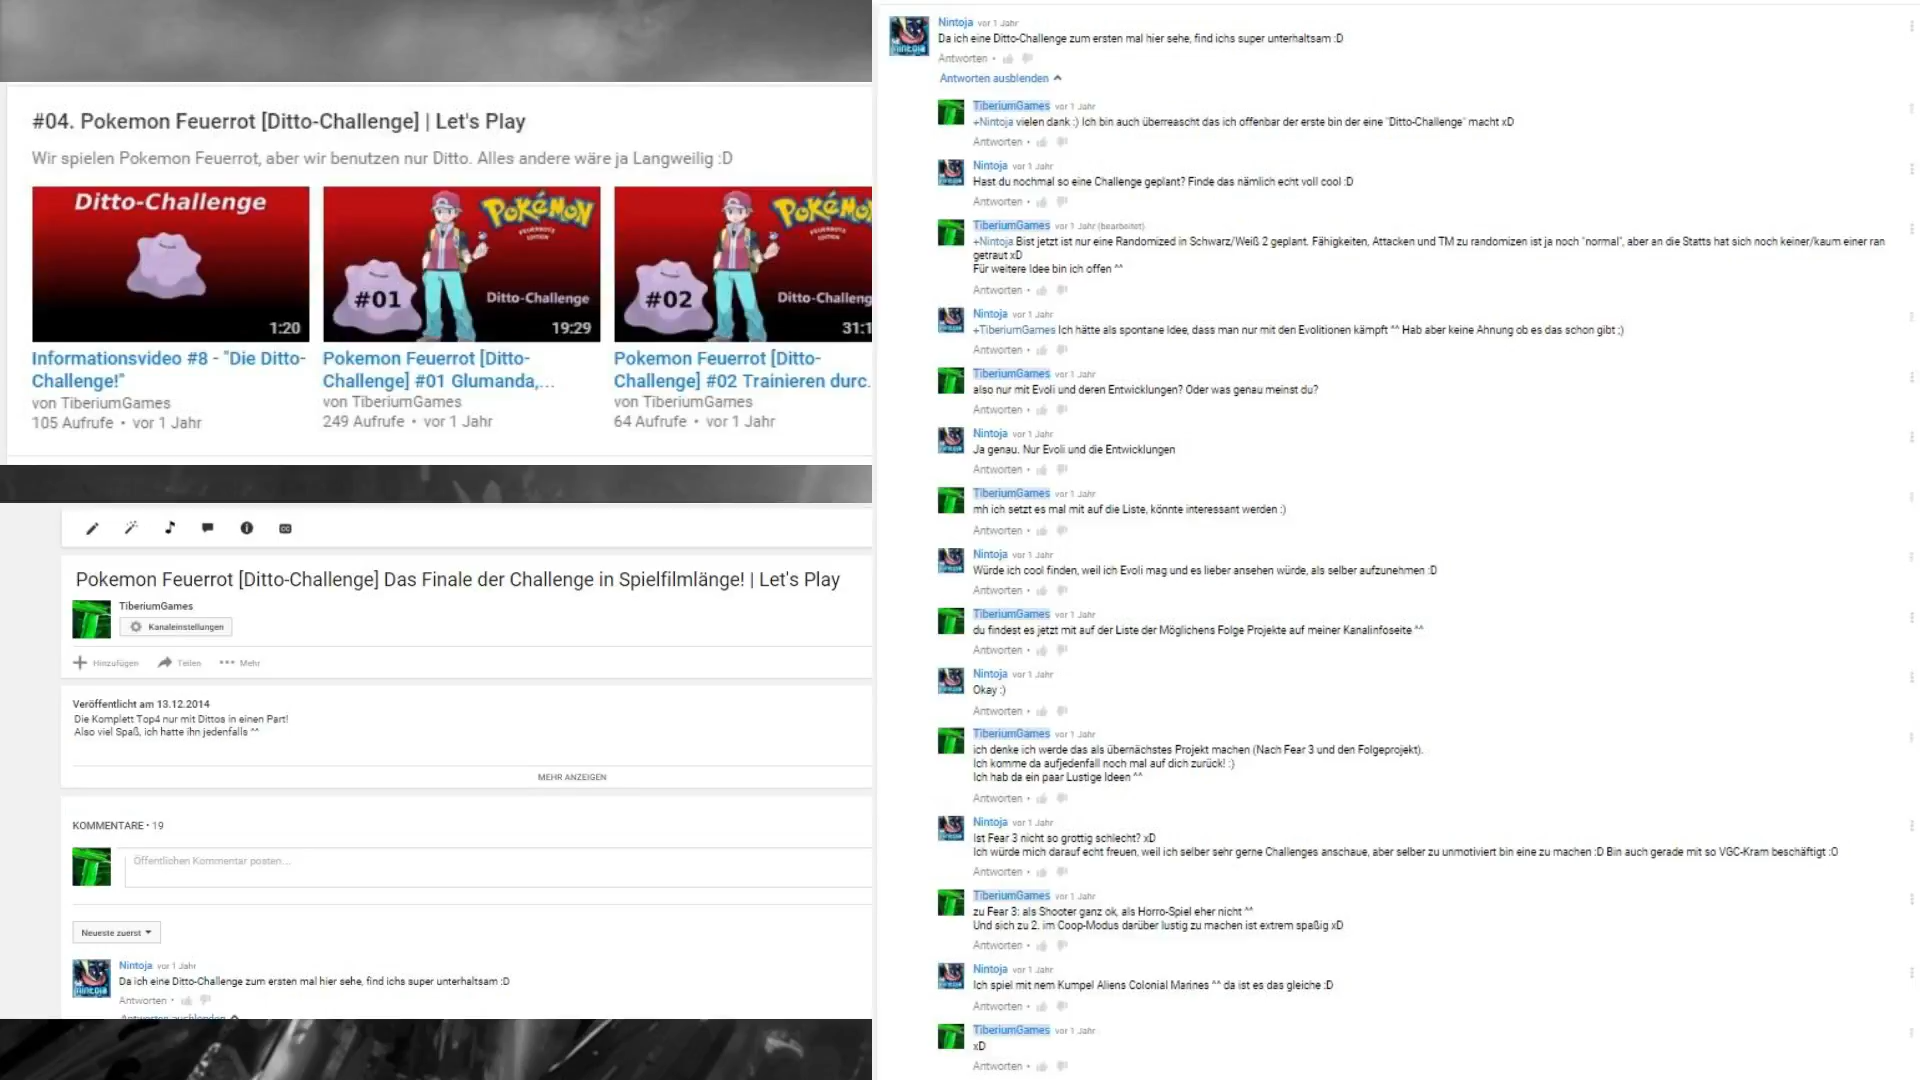 #04. Pokemon Feuerrot [Ditto-Challenge] | Let's Play
Wir spielen Pokemon Feuerrot, aber wir benutzen nur Ditto. Alles andere wäre ja Langweilig :D
Ditto-Challenge
1:20
POKéMON
FEUERROTE
EDITION
#01
Ditto-Challenge
19:29
POKéMO
FEUERROTE
EDITION
#02
Ditto-Challeng
31:1
Informationsvideo #8 - "Die Ditto-
Challenge!"
von TiberiumGames
105 Aufrufe • vor 1 Jahr
Pokemon Feuerrot [Ditto-
Challenge] #01 Glumanda,...
von TiberiumGames
249 Aufrufe • vor 1 Jahr
Pokemon Feuerrot [Ditto-
Challenge] #02 Trainieren durc.
von TiberiumGames
64 Aufrufe • vor 1 Jahr
Pokemon Feuerrot [Ditto-Challenge] Das Finale der Challenge in Spielfilmlänge! | Let's Play
TiberiumGames
Kanaleinstellungen
Hinzufügen
Teilen
Mehr
Veröffentlicht am 13.12.2014
Die Komplett Top4 nur mit Dittos in einen Part!
Also viel Spaß, ich hatte ihn jedenfalls ^^
MEHR ANZEIGEN
KOMMENTARE • 19
Öffentlichen Kommentar posten...
Neueste zuerst
Nintoja vor 1 Jahr
Da ich eine Ditto-Challenge zum ersten mal hier sehe, find ichs super unterhaltsam :D
Antworten •
Antworten ausblenden
Nintoja vor 1 Jahr
Da ich eine Ditto-Challenge zum ersten mal hier sehe, find ichs super unterhaltsam :D
Antworten •
Antworten ausblenden
TiberiumGames vor 1 Jahr
+Nintoja vielen dank :) Ich bin auch überreascht das ich offenbar der erste bin der eine "Ditto-Challenge" macht xD
Antworten •
Nintoja vor 1 Jahr
Hast du nochmal so eine Challenge geplant? Finde das nämlich echt voll cool :D
Antworten •
TiberiumGames vor 1 Jahr (bearbeitet)
+Nintoja Bist jetzt ist nur eine Randomized in Schwarz/Weiß 2 geplant. Fähigkeiten, Attacken und TM zu randomizen ist ja noch "normal", aber an die Statts hat sich noch keiner/kaum einer ran
getraut xD
Für weitere Idee bin ich offen ^^
Antworten •
Nintoja vor 1 Jahr
+TiberiumGames Ich hätte als spontane Idee, dass man nur mit den Evolitionen kämpft ^^ Hab aber keine Ahnung ob es das schon gibt ;)
Antworten •
TiberiumGames vor 1 Jahr
also nur mit Evoli und deren Entwicklungen? Oder was genau meinst du?
Antworten •
Nintoja vor 1 Jahr
Ja genau. Nur Evoli und die Entwicklungen
Antworten •
TiberiumGames vor 1 Jahr
mh ich setzt es mal mit auf die Liste, könnte interessant werden :)
Antworten •
Nintoja vor 1 Jahr
Würde ich cool finden, weil ich Evoli mag und es lieber ansehen würde, als selber aufzunehmen :D
Antworten •
TiberiumGames vor 1 Jahr
du findest es jetzt mit auf der Liste der Möglichens Folge Projekte auf meiner Kanalinfoseite ^^
Antworten •
Nintoja vor 1 Jahr
Okay :)
Antworten •
TiberiumGames vor 1 Jahr
ich denke ich werde das als übernächstes Projekt machen (Nach Fear 3 und den Folgeprojekt).
Ich komme da aufjedenfall noch mal auf dich zurück! :)
Ich hab da ein paar Lustige Ideen ^^
Antworten •
Nintoja vor 1 Jahr
Ist Fear 3 nicht so grottig schlecht? xD
Ich würde mich darauf echt freuen, weil ich selber sehr gerne Challenges anschaue, aber selber zu unmotiviert bin eine zu machen :D Bin auch gerade mit so VGC-Kram beschäftigt :O
Antworten •
TiberiumGames vor 1 Jahr
zu Fear 3: als Shooter ganz ok, als Horro-Spiel eher nicht ^^
Und sich zu 2. im Coop-Modus darüber lustig zu machen ist extrem spaßig xD
Antworten •
Nintoja vor 1 Jahr
Ich spiel mit nem Kumpel Aliens Colonial Marines ^^ da ist es das gleiche :D
Antworten •
TiberiumGames vor 1 Jahr
xD
Antworten •